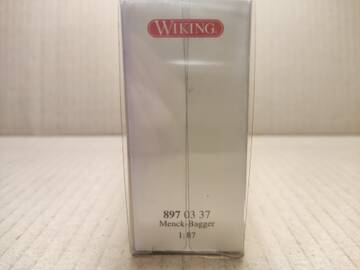 WIKING
897 03 37
Menck-Bagger
1:87